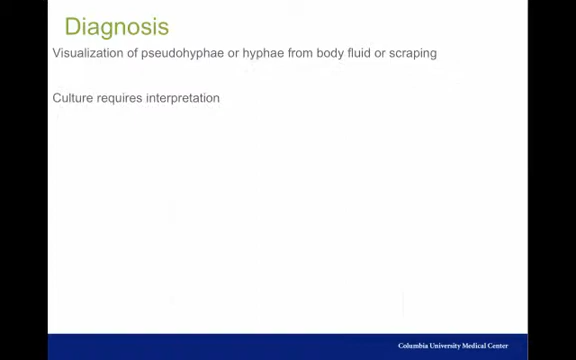 Diagnosis
Visualization of pseudohyphae or hyphae from body fluid or scraping
Culture requires interpretation
Columbia University Medical Center